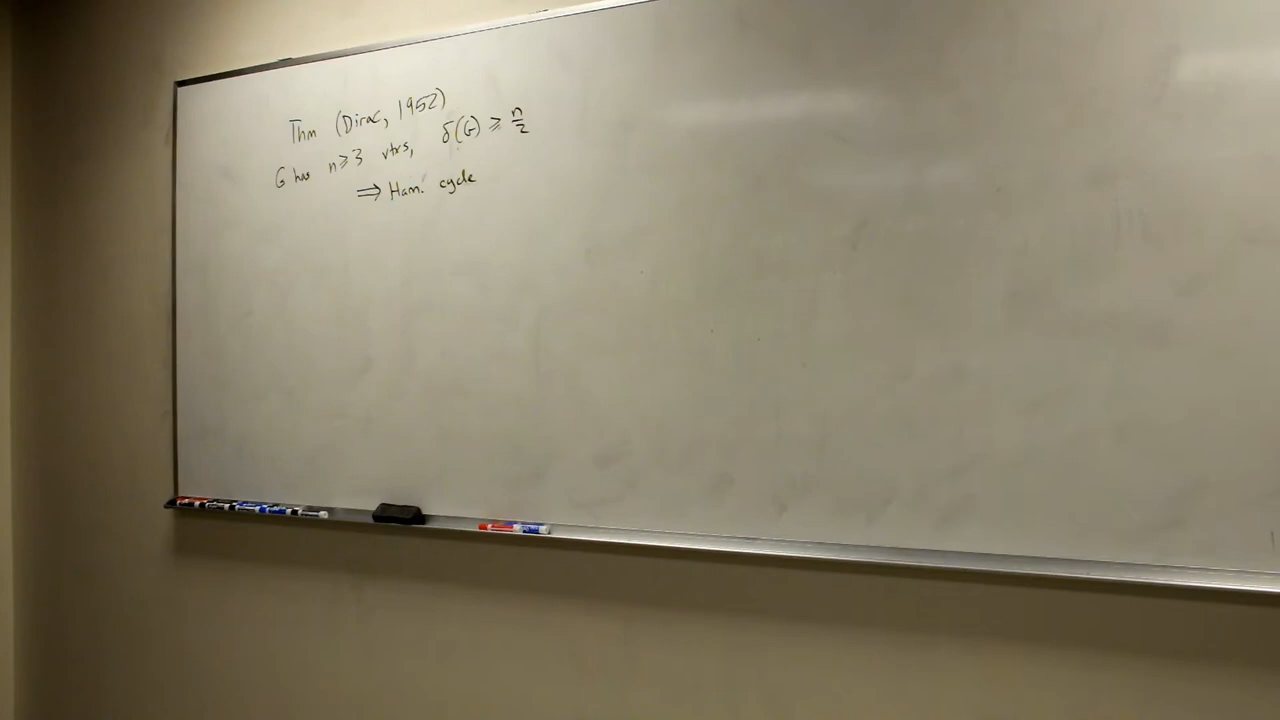 Thm (Dirac, 1952)
G has n ≥ 3 vtxs, δ(G) ≥ n/2
⟹ Ham. cycle